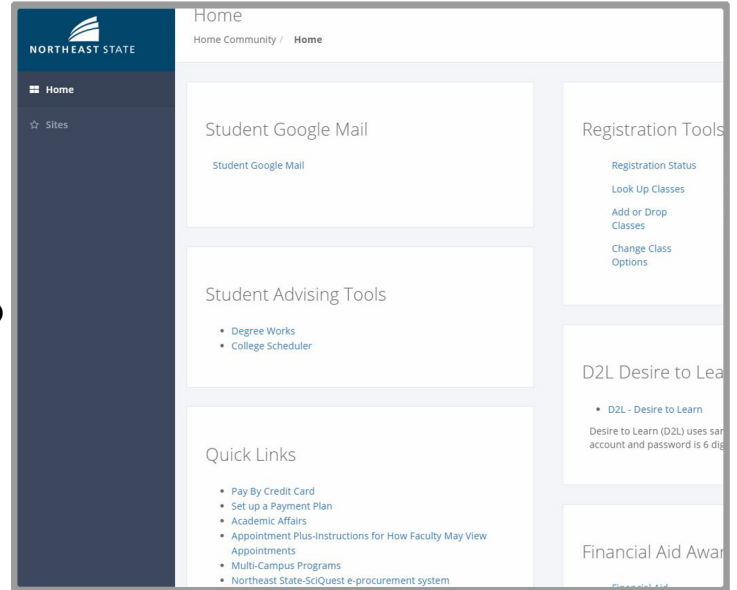 NORTHEAST STATE
Home
Sites
Home
Home Community / Home
Student Google Mail
Student Google Mail
Student Advising Tools
Degree Works
College Scheduler
Quick Links
Pay By Credit Card
Set up a Payment Plan
Academic Affairs
Appointment Plus-Instructions for How Faculty May View
Appointments
Multi-Campus Programs
Northeast State-SciQuest e-procurement system
Registration Tools
Registration Status
Look Up Classes
Add or Drop
Classes
Change Class
Options
D2L Desire to Lea
D2L - Desire to Learn
Desire to Learn (D2L) uses sam
account and password is 6 dig
Financial Aid Awar
Financial Aid